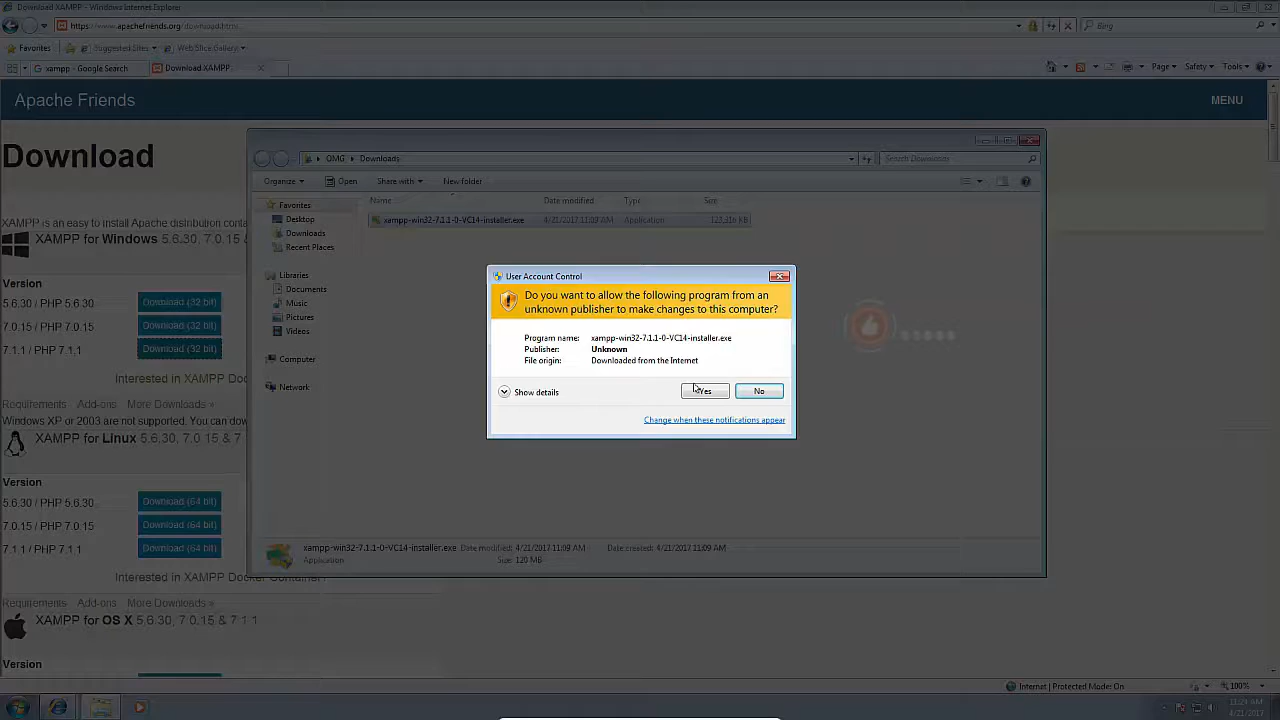 Download XAMPP - Windows Internet Explorer
https://www.apachefriends.org/download.html
Bing
Favorites
Suggested Sites
Web Slice Gallery
xampp - Google Search
Download XAMPP
Page
Safety
Tools
Apache Friends
MENU
Download
OMG
Downloads
Search Downloads
Organize
Open
Share with
New folder
Name
Date modified
Type
Size
Favorites
xampp-win32-7.1.1-0-VC14-installer.exe
4/21/2017 11:09 AM
Application
Desktop
Downloads
Recent Places
Libraries
Documents
Music
Pictures
Videos
Computer
Network
XAMPP is an easy to install Apache distribution
XAMPP for Windows 5.6.30, 7.0.15 &
Version
5.6.30 / PHP 5.6.30
Download (32 bit)
7.0.15 / PHP 7.0.15
Download (32 bit)
7.1.1 / PHP 7.1.1
Download (32 bit)
Interested in XAMPP
Requirements
Add-ons
More Downloads »
Windows XP or 2003 are not supported. You can
XAMPP for Linux 5.6.30, 7.0.15 & 7
Version
5.6.30 / PHP 5.6.30
Download (64 bit)
7.0.15 / PHP 7.0.15
Download (64 bit)
7.1.1 / PHP 7.1.1
Download (64 bit)
Interested in XAMPP Docker Container?
Requirements
Add-ons
More Downloads »
XAMPP for OS X 5.6.30, 7.0.15 & 7.1.1
Version
User Account Control
Do you want to allow the following program from an
unknown publisher to make changes to this computer?
Program name: xampp-win32-7.1.1-0-VC14-installer.exe
Publisher: Unknown
File origin: Downloaded from the Internet
Show details
Yes
No
Change when these notifications appear
xampp-win32-7.1.1-0-VC14-installer.exe Date modified: 4/21/2017 11:09 AM
Date created: 4/21/2017 11:09 AM
Application
Size: 120 MB
Internet | Protected Mode: On
100%